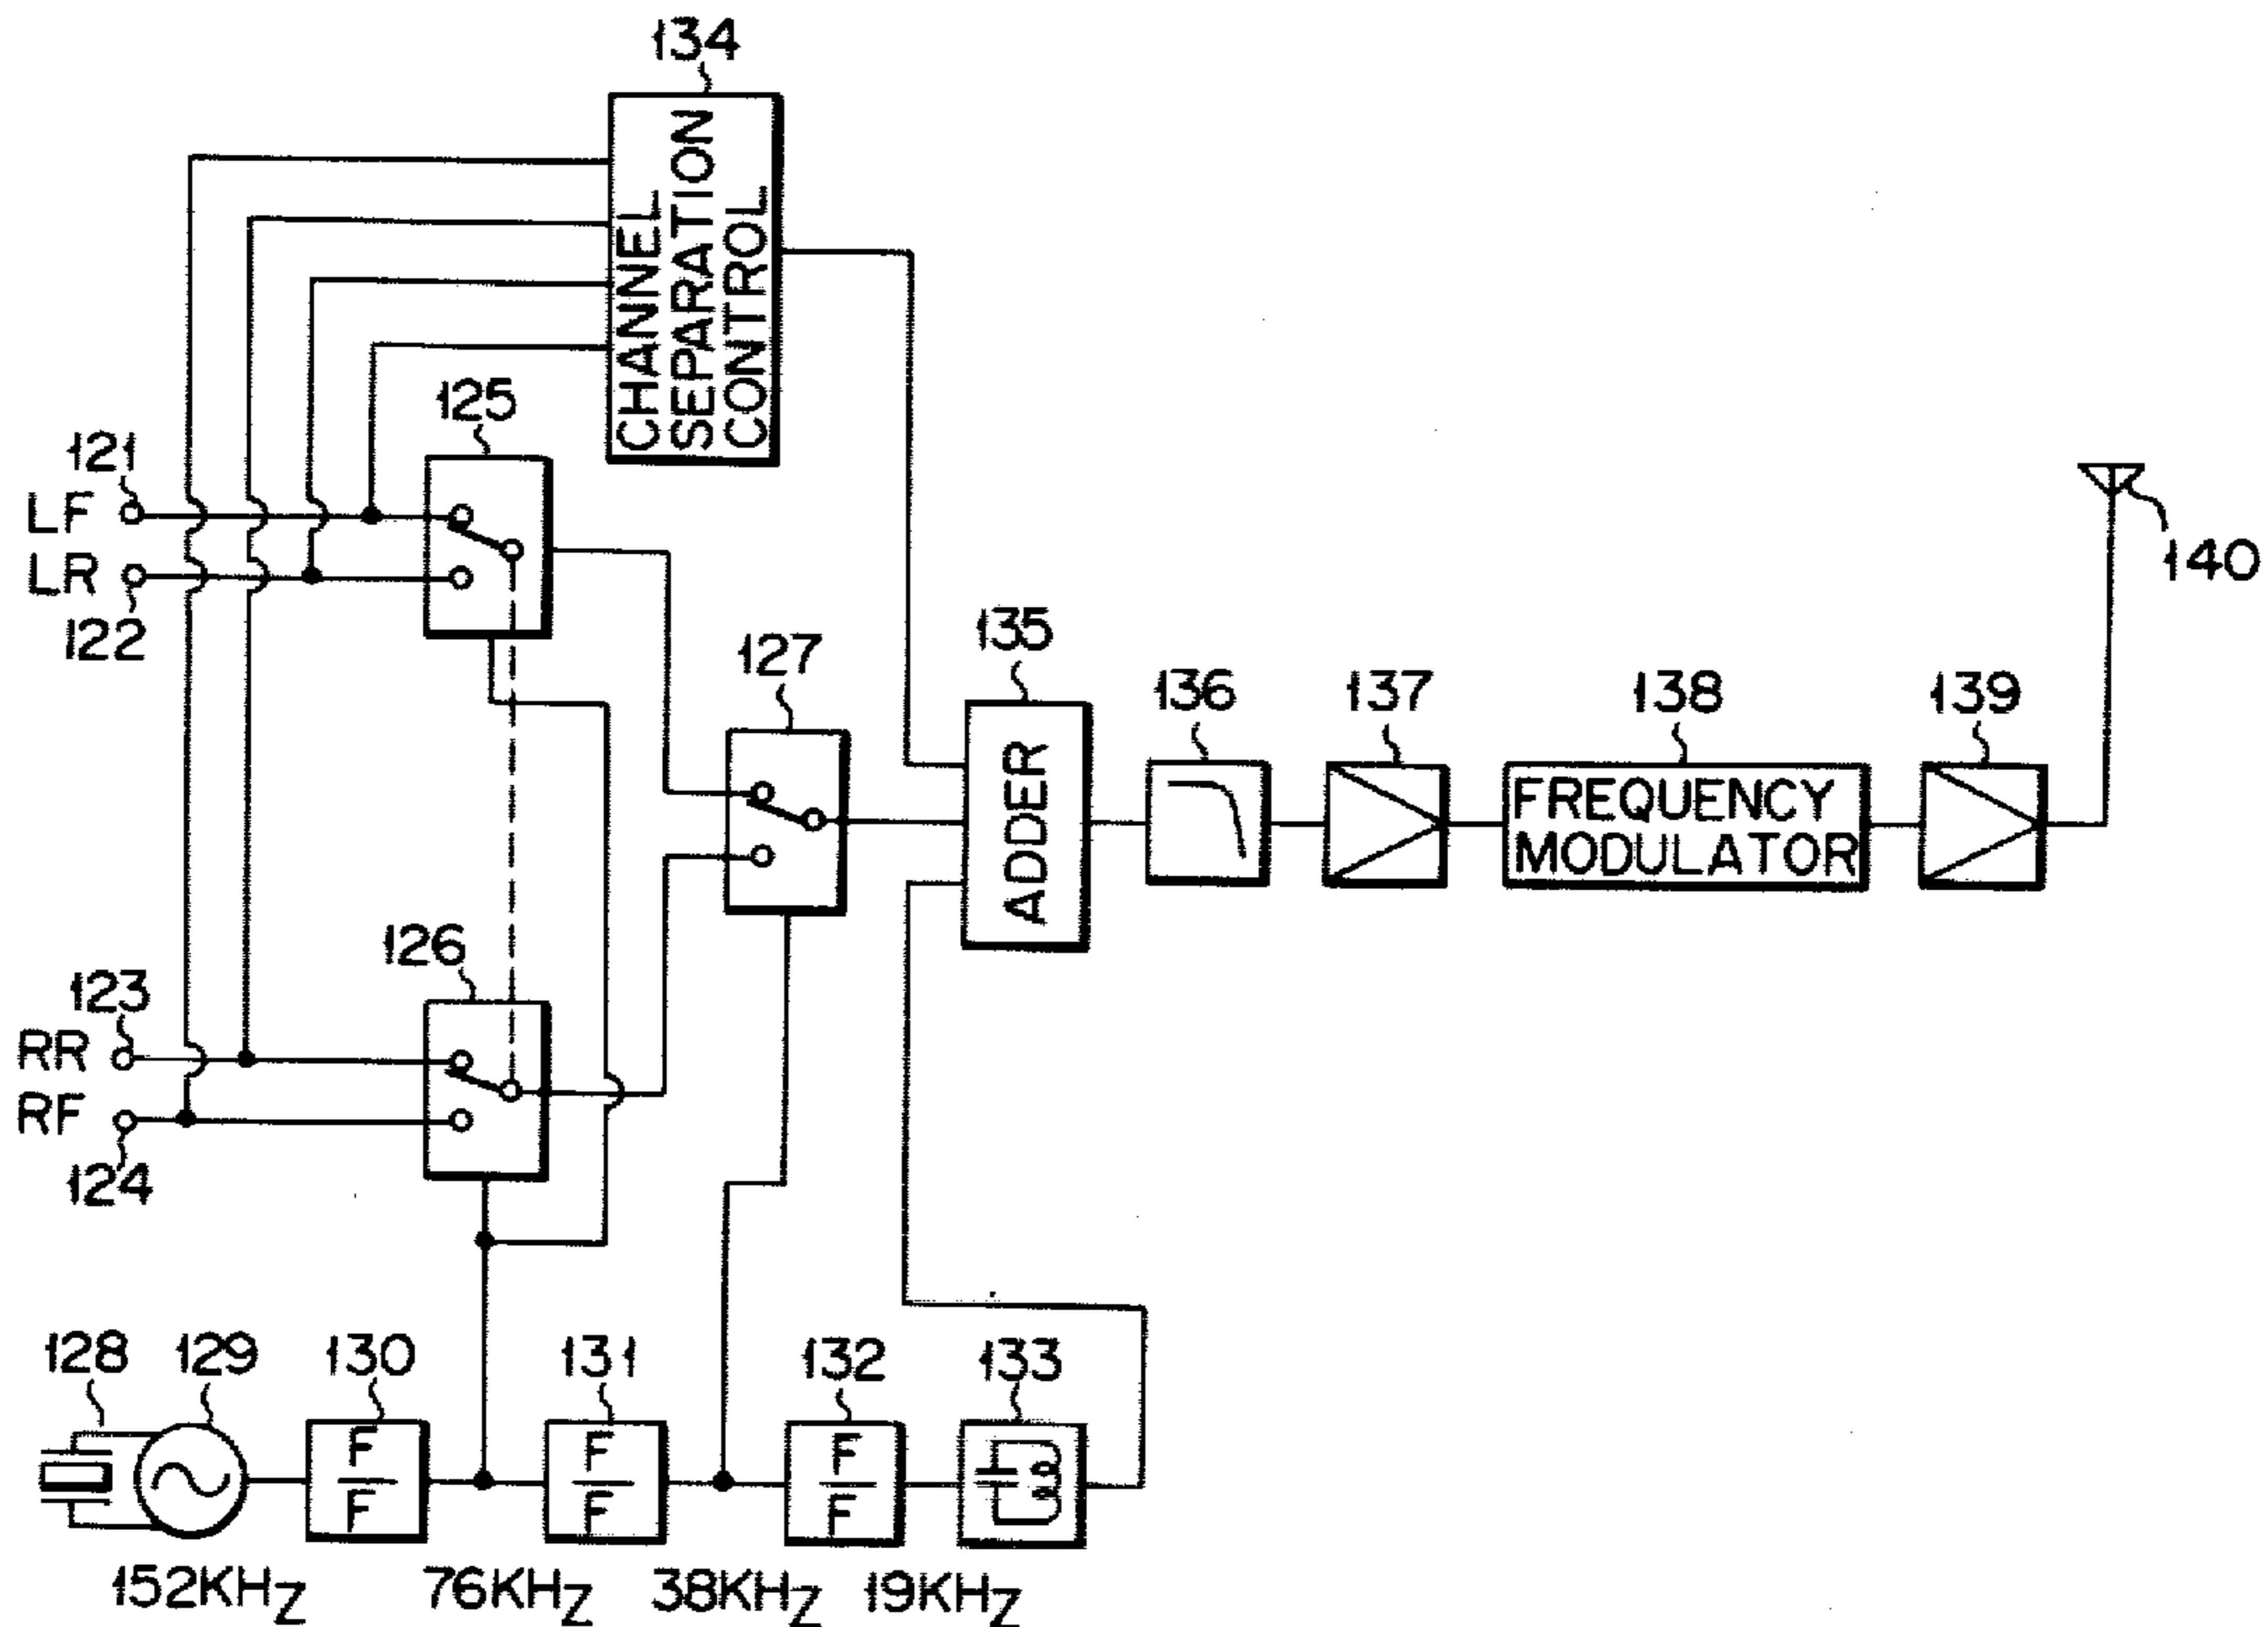 134
CHANNEL
SEPARATION
CONTROL
125
121
LF
LR
122
140
135
127
136
137
138
139
ADDER
FREQUENCY
MODULATOR
126
123
RR
RF
124
128
129
130
131
132
133
F
F
F
F
F
F
152KHZ
76KHZ
38KHZ
19KHZ